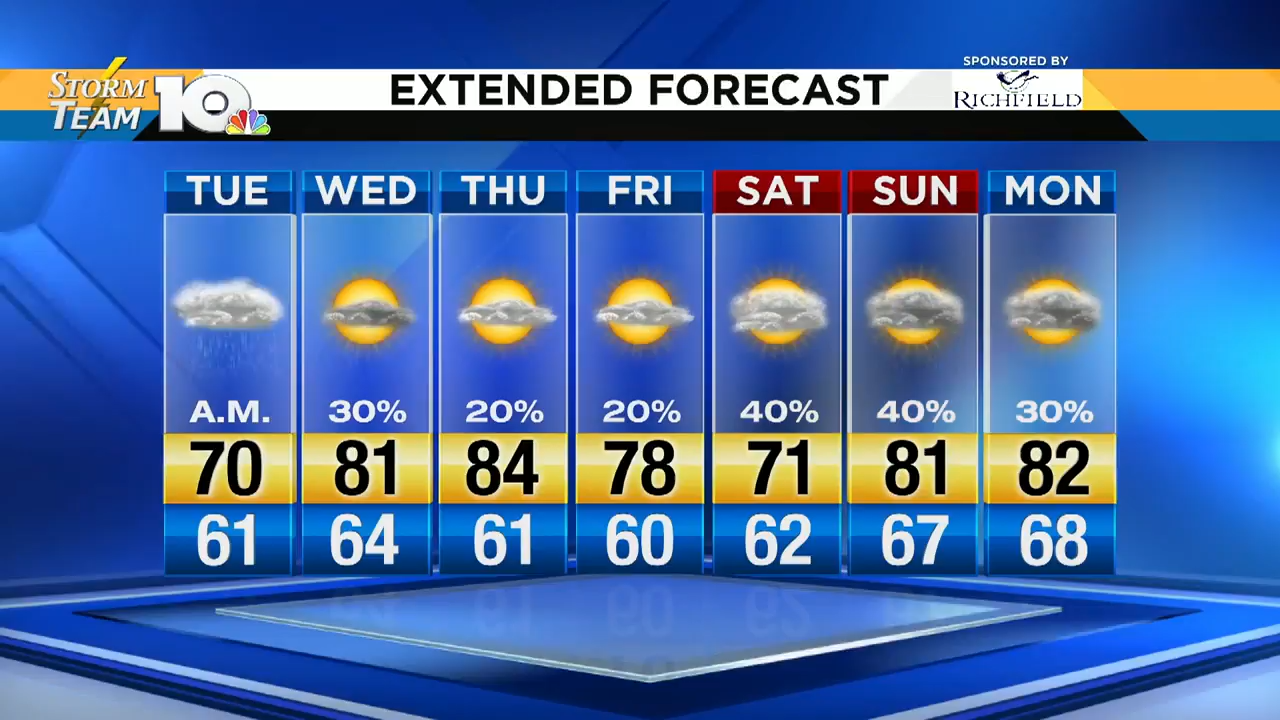 SPONSORED BY
STORM
TEAM 10
EXTENDED FORECAST
RICHFIELD
TUE WED THU FRI SAT SUN MON
A.M. 30% 20% 20% 40% 40% 30%
70 81 84 78 71 81 82
61 64 61 60 62 67 68